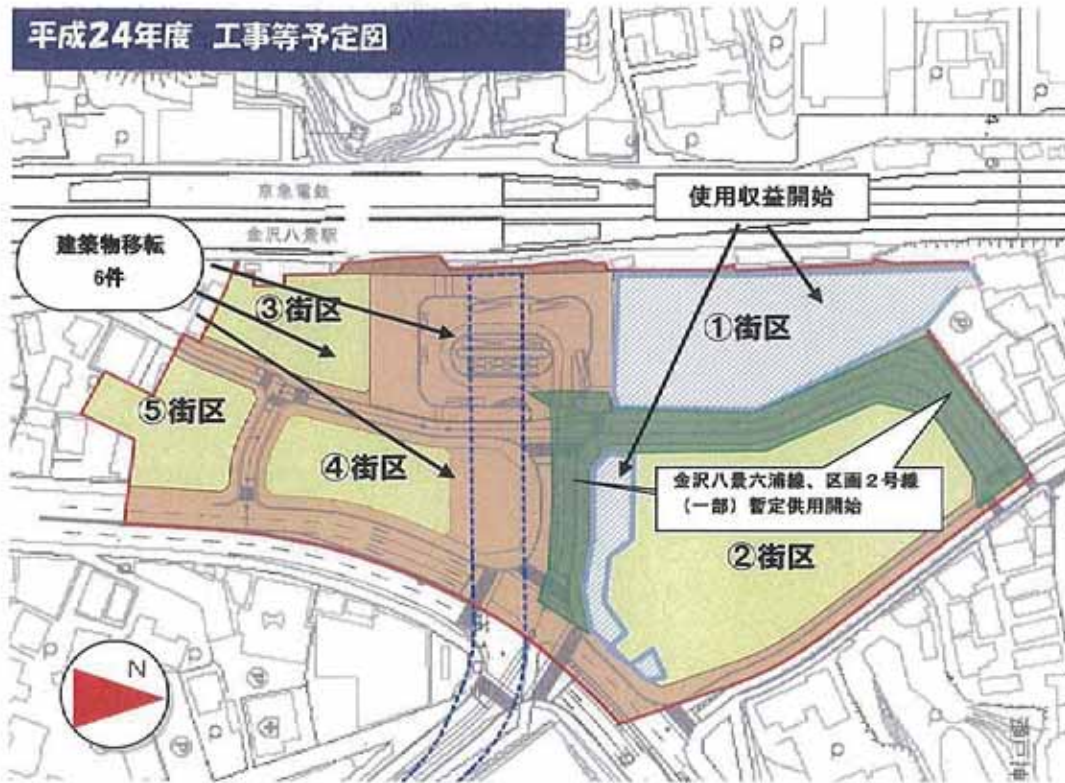 平成24年度 工事等予定図
京急電鉄
金沢八景駅
使用収益開始
建築物移転
6件
③街区
①街区
⑤街区
④街区
金沢八景六浦線、区画2号線
(一部)暫定供用開始
②街区
N